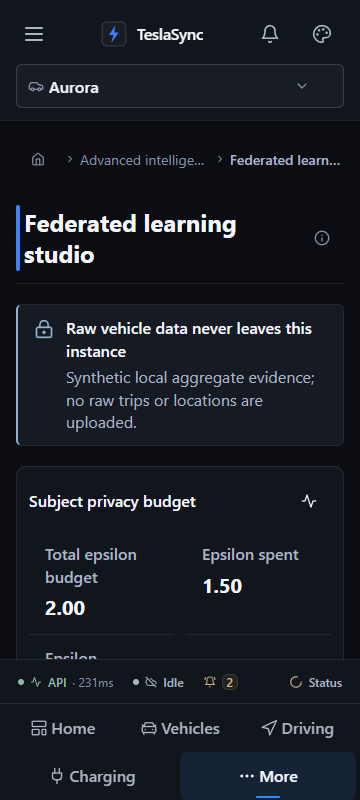 TeslaSync
Aurora
Advanced intellige... Federated learn...
Federated learning
studio
Raw vehicle data never leaves this
instance
Synthetic local aggregate evidence;
no raw trips or locations are
uploaded.
Subject privacy budget
Total epsilon
budget
2.00
Epsilon spent
1.50
Epsilon
API · 231ms Idle 2 Status
Home Vehicles Driving
Charging More